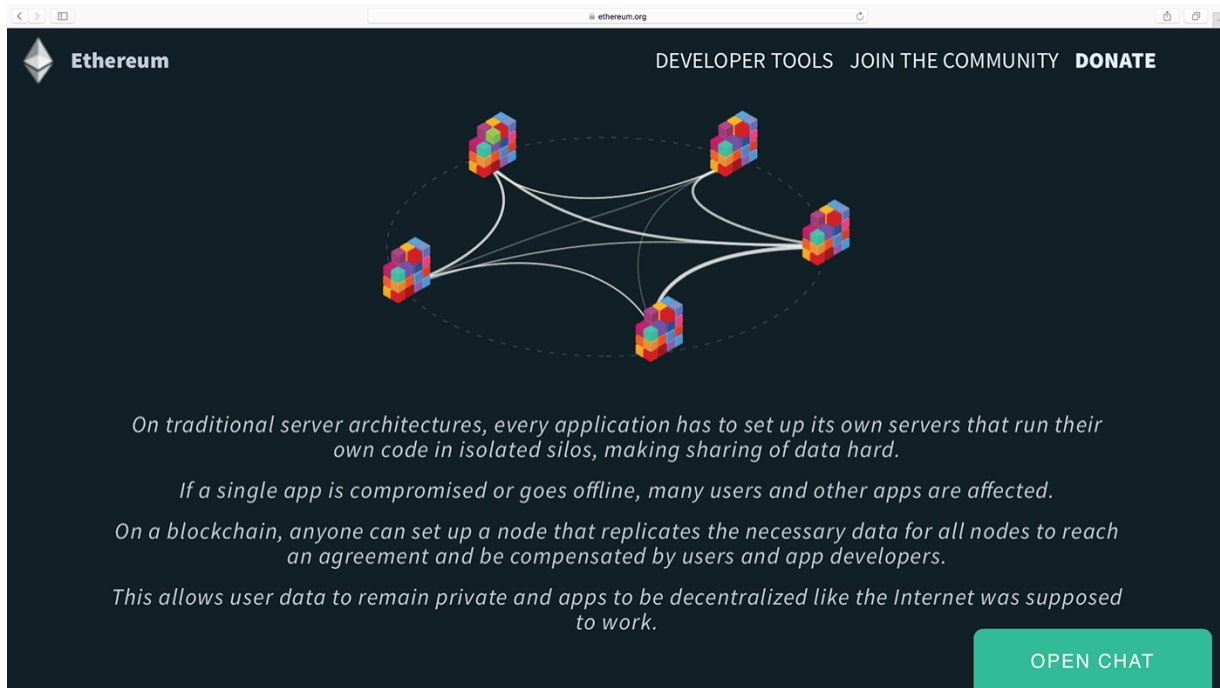 ethereum.org
Ethereum
DEVELOPER TOOLS JOIN THE COMMUNITY DONATE
On traditional server architectures, every application has to set up its own servers that run their
own code in isolated silos, making sharing of data hard.
If a single app is compromised or goes offline, many users and other apps are affected.
On a blockchain, anyone can set up a node that replicates the necessary data for all nodes to reach
an agreement and be compensated by users and app developers.
This allows user data to remain private and apps to be decentralized like the Internet was supposed
to work.
OPEN CHAT